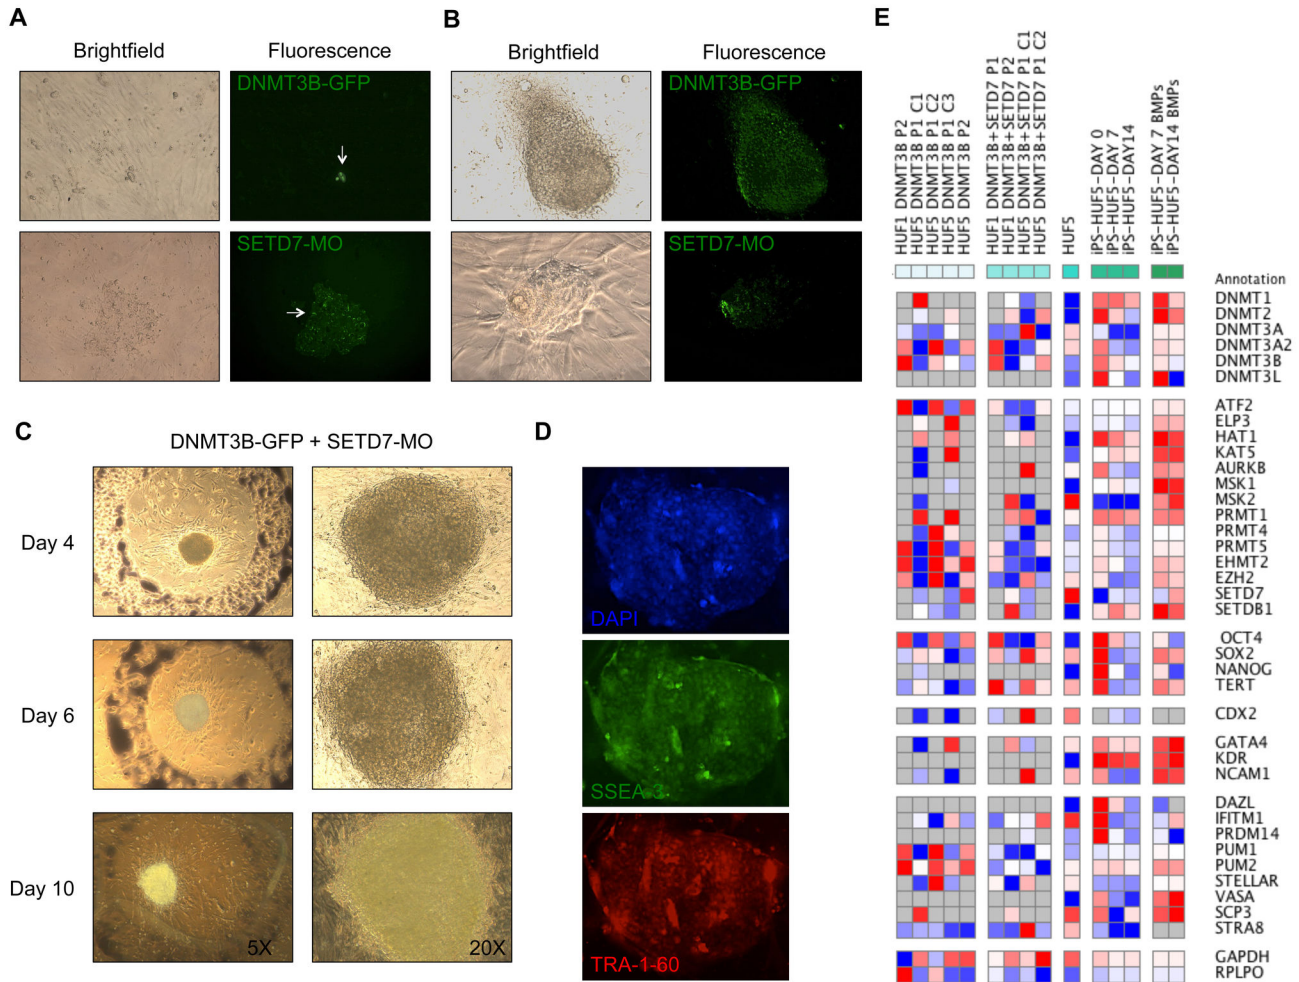 A
Brightfield
Fluorescence
DNMT3B-GFP
SETD7-MO
B
Brightfield
Fluorescence
DNMT3B-GFP
SETD7-MO
C
DNMT3B-GFP + SETD7-MO
Day 4
Day 6
Day 10
5X
20X
D
DAPI
SSEA-3
TRA-1-60
E
HUF1 DNMT3B P2
HUF5 DNMT3B P1 C1
HUF5 DNMT3B P1 C2
HUF5 DNMT3B P1 C3
HUF5 DNMT3B P2
HUF1 DNMT3B+SETD7 P1
HUF1 DNMT3B+SETD7 P2
HUF5 DNMT3B+SETD7 P1 C1
HUF5 DNMT3B+SETD7 P1 C2
HUF5
iPS-HUF5-DAY 0
iPS-HUF5-DAY 7
iPS-HUF5-DAY14
iPS-HUF5-DAY 7 BMPs
iPS-HUF5-DAY14 BMPs
Annotation
DNMT1
DNMT2
DNMT3A
DNMT3A2
DNMT3B
DNMT3L
ATF2
ELP3
HAT1
KAT5
AURKB
MSK1
MSK2
PRMT1
PRMT4
PRMT5
EHMT2
EZH2
SETD7
SETDB1
OCT4
SOX2
NANOG
TERT
CDX2
GATA4
KDR
NCAM1
DAZL
IFITM1
PRDM14
PUM1
PUM2
STELLAR
VASA
SCP3
STRA8
GAPDH
RPLPO